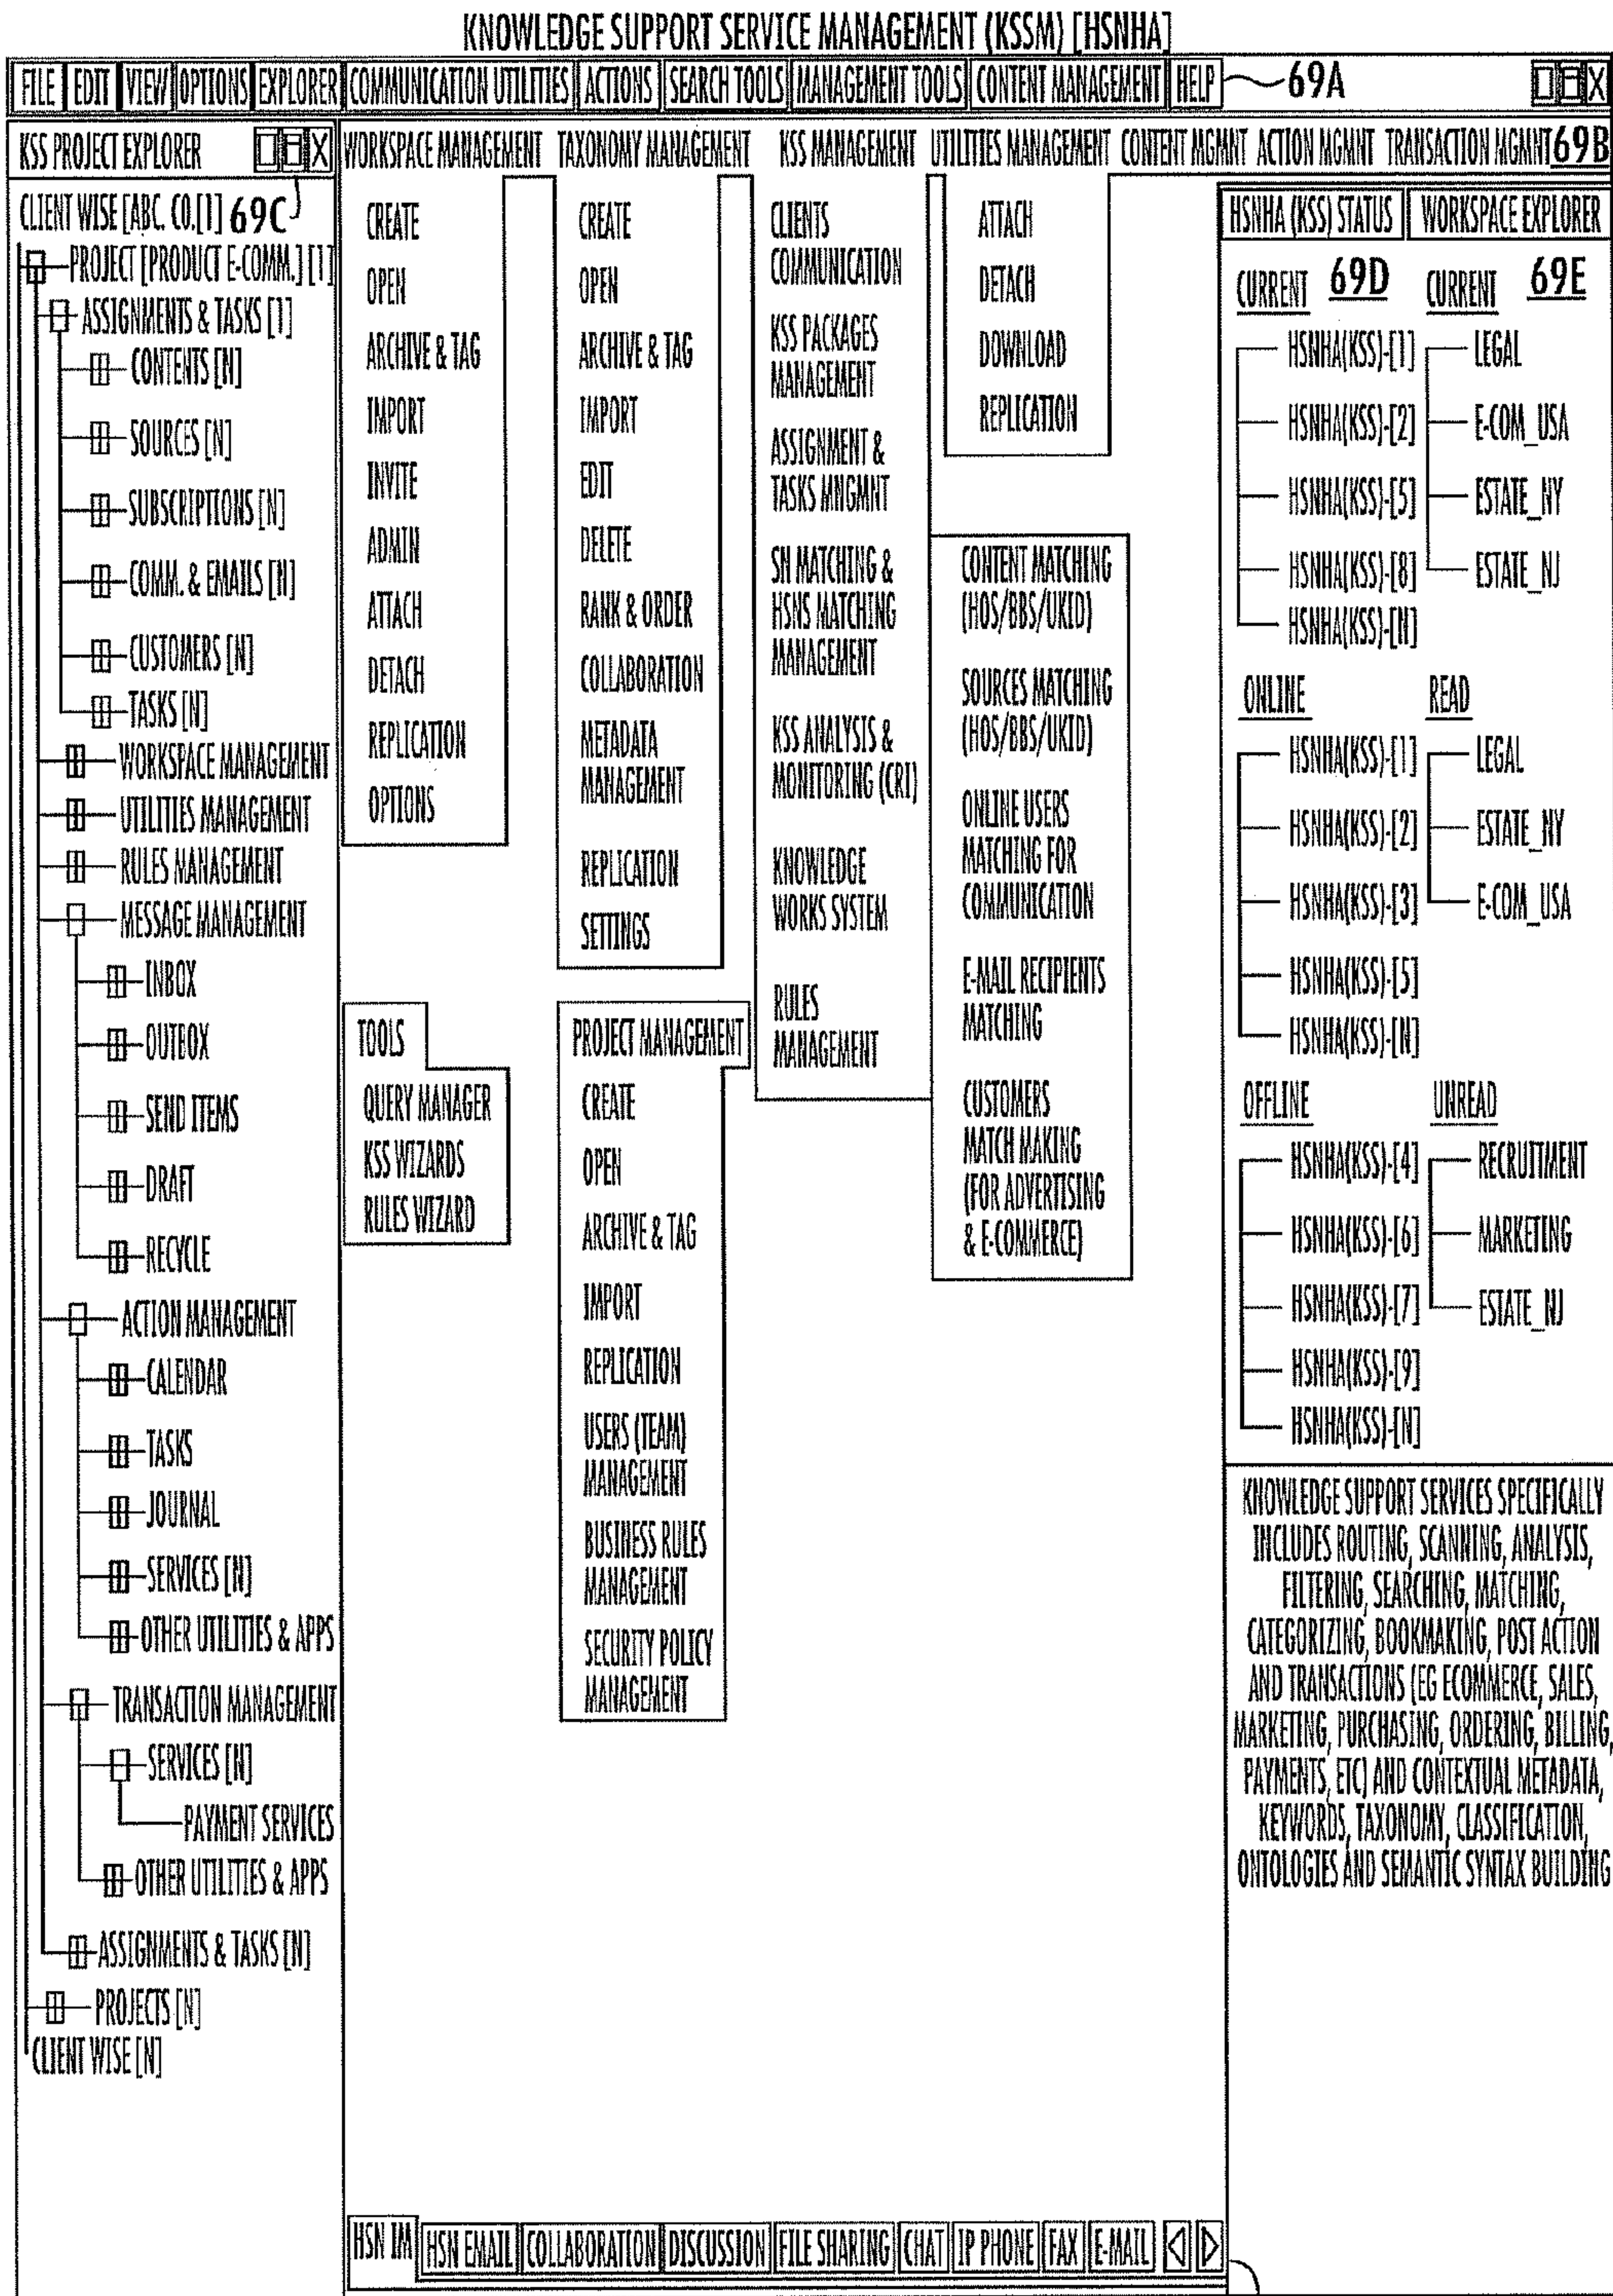 KNOWLEDGE SUPPORT SERVICE MANAGEMENT (KSSM) [HSNHA]
FILE EDIT VIEW OPTIONS EXPLORER COMMUNICATION UTILITIES ACTIONS SEARCH TOOLS MANAGEMENT TOOLS CONTENT MANAGEMENT HELP 69A
KSS PROJECT EXPLORER
CLIENT WISE [ABC. CO.[1] 69C
PROJECT [PRODUCT E-COMM.] [1]
ASSIGNMENTS & TASKS [1]
CONTENTS [N]
SOURCES [N]
SUBSCRIPTIONS [N]
COMM. & EMAILS [N]
CUSTOMERS [N]
TASKS [N]
WORKSPACE MANAGEMENT
UTILITIES MANAGEMENT
RULES MANAGEMENT
MESSAGE MANAGEMENT
INBOX
OUTBOX
SEND ITEMS
DRAFT
RECYCLE
ACTION MANAGEMENT
CALENDAR
TASKS
JOURNAL
SERVICES [N]
OTHER UTILITIES & APPS
TRANSACTION MANAGEMENT
SERVICES [N]
PAYMENT SERVICES
OTHER UTILITIES & APPS
ASSIGNMENTS & TASKS [N]
PROJECTS [N]
CLIENT WISE [N]
WORKSPACE MANAGEMENT TAXONOMY MANAGEMENT KSS MANAGEMENT UTILITIES MANAGEMENT CONTENT MGMNT ACTION MGMNT TRANSACTION MGMNT 69B
CREATE
OPEN
ARCHIVE & TAG
IMPORT
INVITE
ADMIN
ATTACH
DETACH
REPLICATION
OPTIONS
TOOLS
QUERY MANAGER
KSS WIZARDS
RULES WIZARD
CREATE
OPEN
ARCHIVE & TAG
IMPORT
EDIT
DELETE
RANK & ORDER
COLLABORATION
METADATA
MANAGEMENT
REPLICATION
SETTINGS
PROJECT MANAGEMENT
CREATE
OPEN
ARCHIVE & TAG
IMPORT
REPLICATION
USERS (TEAM)
MANAGEMENT
BUSINESS RULES
MANAGEMENT
SECURITY POLICY
MANAGEMENT
CLIENTS
COMMUNICATION
KSS PACKAGES
MANAGEMENT
ASSIGNMENT &
TASKS MNGMNT
SN MATCHING &
HSNS MATCHING
MANAGEMENT
KSS ANALYSIS &
MONITORING (CRI)
KNOWLEDGE
WORKS SYSTEM
RULES
MANAGEMENT
ATTACH
DETACH
DOWNLOAD
REPLICATION
CONTENT MATCHING
(HOS/BBS/UKID)
SOURCES MATCHING
(HOS/BBS/UKID)
ONLINE USERS
MATCHING FOR
COMMUNICATION
E-MAIL RECIPIENTS
MATCHING
CUSTOMERS
MATCH MAKING
(FOR ADVERTISING
& E-COMMERCE)
HSNHA (KSS) STATUS
CURRENT 69D
HSNHA(KSS)-[1]
HSNHA(KSS)-[2]
HSNHA(KSS)-[5]
HSNHA(KSS)-[8]
HSNHA(KSS)-[N]
ONLINE
HSNHA(KSS)-[1]
HSNHA(KSS)-[2]
HSNHA(KSS)-[3]
HSNHA(KSS)-[5]
HSNHA(KSS)-[N]
OFFLINE
HSNHA(KSS)-[4]
HSNHA(KSS)-[6]
HSNHA(KSS)-[7]
HSNHA(KSS)-[9]
HSNHA(KSS)-[N]
WORKSPACE EXPLORER
CURRENT 69E
LEGAL
E-COM_USA
ESTATE_NY
ESTATE_NJ
READ
LEGAL
ESTATE_NY
E-COM_USA
UNREAD
RECRUITMENT
MARKETING
ESTATE_NJ
KNOWLEDGE SUPPORT SERVICES SPECIFICALLY
INCLUDES ROUTING, SCANNING, ANALYSIS,
FILTERING, SEARCHING, MATCHING,
CATEGORIZING, BOOKMAKING, POST ACTION
AND TRANSACTIONS (EG ECOMMERCE, SALES,
MARKETING, PURCHASING, ORDERING, BILLING,
PAYMENTS, ETC) AND CONTEXTUAL METADATA,
KEYWORDS, TAXONOMY, CLASSIFICATION,
ONTOLOGIES AND SEMANTIC SYNTAX BUILDING
HSN IM HSN EMAIL COLLABORATION DISCUSSION FILE SHARING CHAT IP PHONE FAX E-MAIL